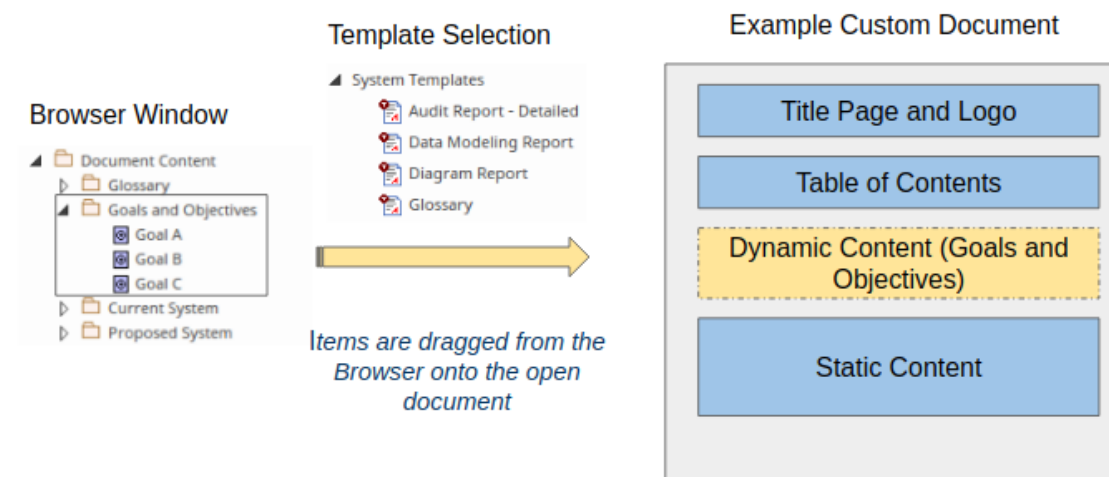 Browser Window
Document Content
Glossary
Goals and Objectives
Goal A
Goal B
Goal C
Current System
Proposed System
Template Selection
System Templates
Audit Report - Detailed
Data Modeling Report
Diagram Report
Glossary
Items are dragged from the
Browser onto the open
document
Example Custom Document
Title Page and Logo
Table of Contents
Dynamic Content (Goals and
Objectives)
Static Content